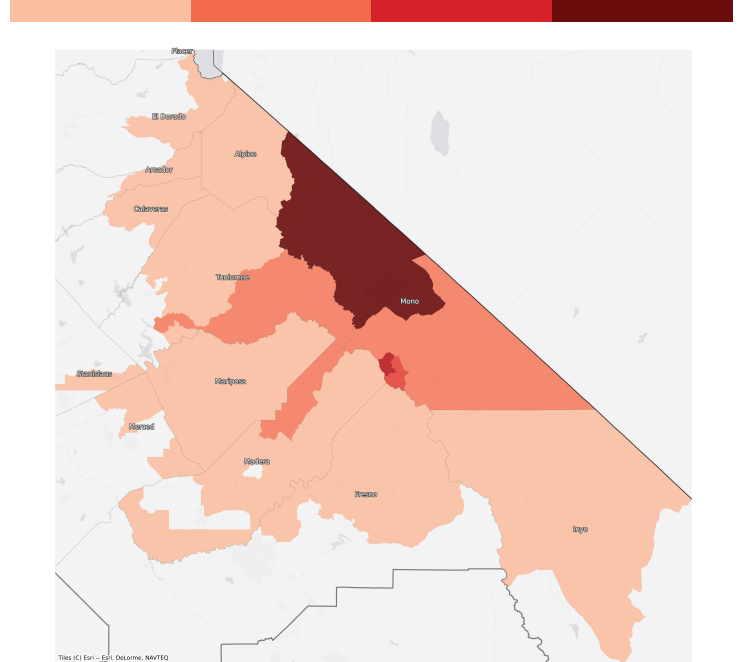 Placer
El Dorado
Alpine
Amador
Calaveras
Tuolumne
Mono
Stanislaus
Mariposa
Merced
Madera
Fresno
Inyo
Tiles (C) Esri -- Esri, DeLorme, NAVTEQ